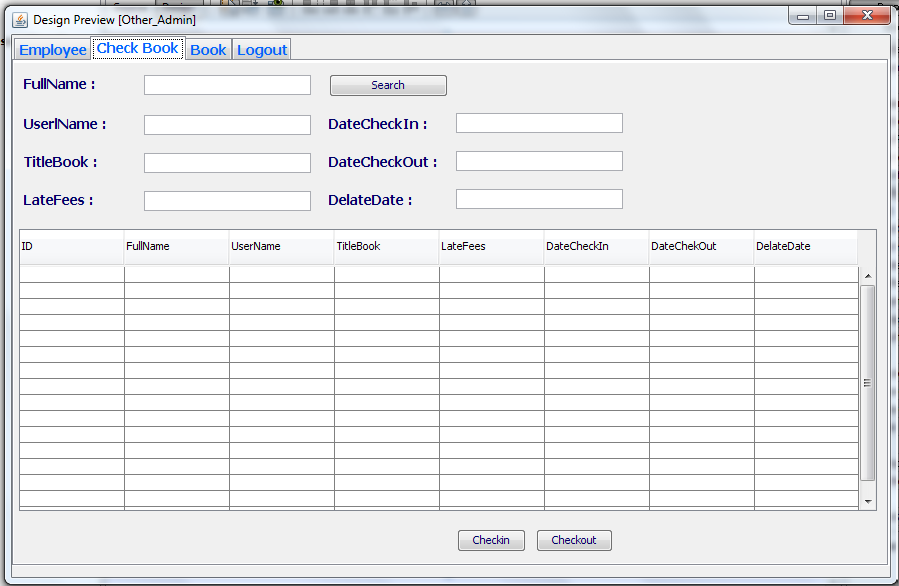 Design Preview [Other_Admin]
Employee Check Book Book Logout
FullName : Search
UserlName : DateCheckIn :
TitleBook : DateCheckOut :
LateFees : DelateDate :
ID FullName UserName TitleBook LateFees DateCheckIn DateChekOut DelateDate
Checkin Checkout